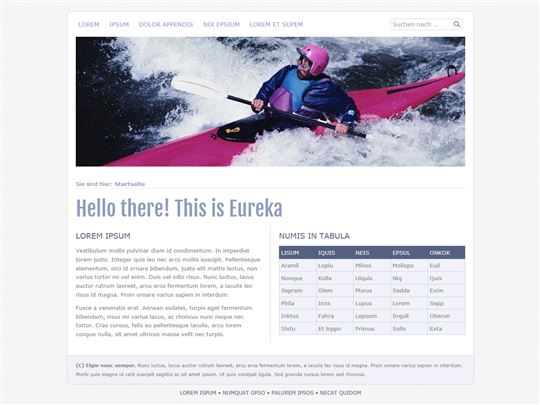 LOREM IPSUM DOLOR APPENDIS NIX EPSIUM LOREM ET SUPEM Suchen nach ...
Sie sind hier: Startseite
Hello there! This is Eureka
LOREM IPSUM
Vestibulum mollis pulvinar diam id condimentum. In imperdiet
lorem justo. Integer quis leo nec arcu mollis suscipit. Pellentesque
elementum, orci id ornare bibendum, justo elit mattis lectus, non
varius tortor mi vel enim. Duis vel odio risus. Nunc luctus, lacus
auctor rutrum laoreet, arcu eros fermentum lorem, a iaculis leo
risus id magna. Proin ornare varius sapien in interdum.
Fusce a venenatis erat. Aenean sodales, turpis eget fermentum
bibendum, risus mi varius lacus, ac rhoncus nunc neque nec
tortor. Cras cursus, felis eu pellentesque iaculis, arcu lorem
congue nulla, sit amet ultrices massa tellus vel turpis.
NUMIS IN TABULA
LISUM IQUIS NEIS EPSUL ONKOK
Aramli Lopiu Milooi Moliopo Euil
Nonque Kolle Ulquis Niq Quis
Seprem Olem Morus Sedde Exim
Phila Inxs Lupus Lorem Sepp
Inktus Fahra Lepsum Inquit Oberon
Sixtu Et loppo Primus Solio Exta
(C) Eligin nunc semper. Nunc luctus, lacus auctor rutrum laoreet, arcu eros fermentum lorem, a iaculis leo risus id magna. Proin ornare varius sapien in interdum.
Morbi quis magna id velit suscipit sagittis ac sit amet ipsum. Ut quis volutpat ligula. Sed gravida cursus lorem sed rhoncus.
LOREM ISPUM • NUMQUAT OPSO • PALUREM IPSOS • NECAT QUIDOM